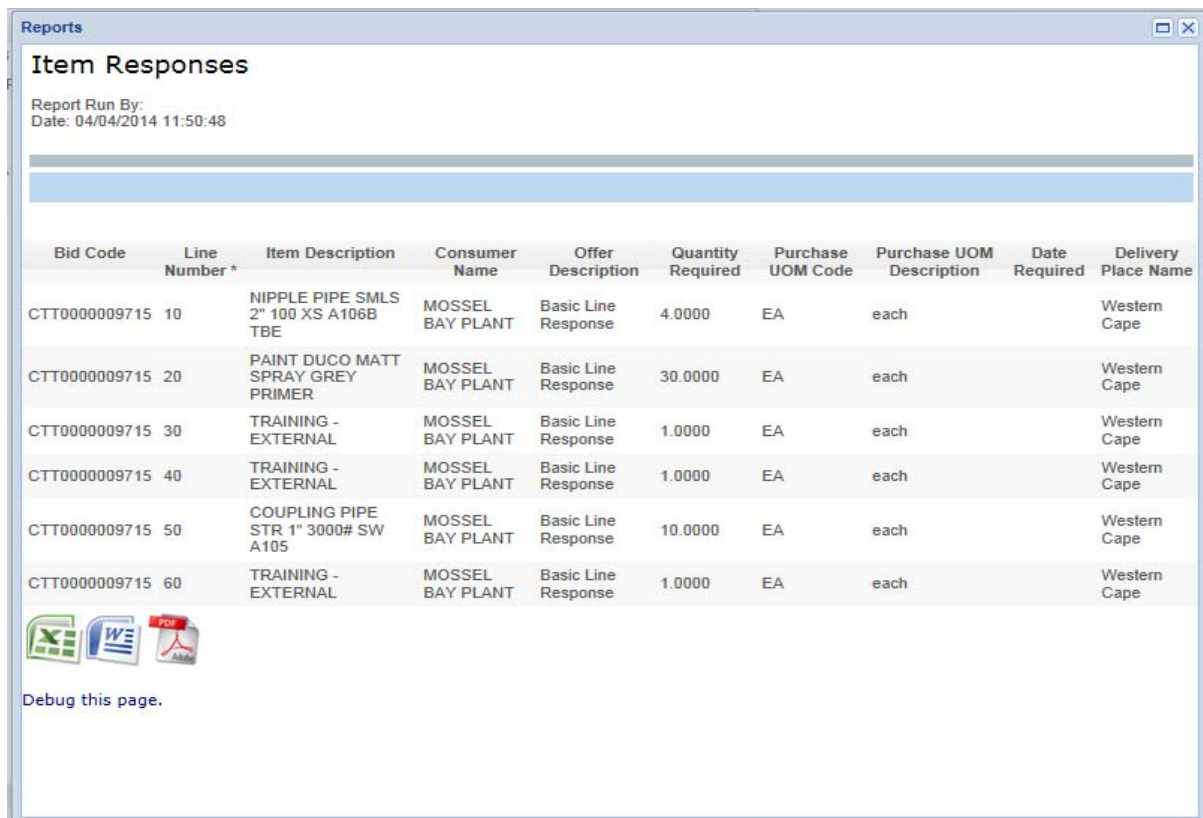 Reports
Item Responses
Report Run By:
Date: 04/04/2014 11:50:48
Bid Code Line Number * Item Description Consumer Name Offer Description Quantity Required Purchase UOM Code Purchase UOM Description Date Required Delivery Place Name
CTT0000009715 10 NIPPLE PIPE SMLS 2" 100 XS A106B TBE MOSSEL BAY PLANT Basic Line Response 4.0000 EA each Western Cape
CTT0000009715 20 PAINT DUCO MATT SPRAY GREY PRIMER MOSSEL BAY PLANT Basic Line Response 30.0000 EA each Western Cape
CTT0000009715 30 TRAINING - EXTERNAL MOSSEL BAY PLANT Basic Line Response 1.0000 EA each Western Cape
CTT0000009715 40 TRAINING - EXTERNAL MOSSEL BAY PLANT Basic Line Response 1.0000 EA each Western Cape
CTT0000009715 50 COUPLING PIPE STR 1" 3000# SW A105 MOSSEL BAY PLANT Basic Line Response 10.0000 EA each Western Cape
CTT0000009715 60 TRAINING - EXTERNAL MOSSEL BAY PLANT Basic Line Response 1.0000 EA each Western Cape
PDF
Adobe
Debug this page.